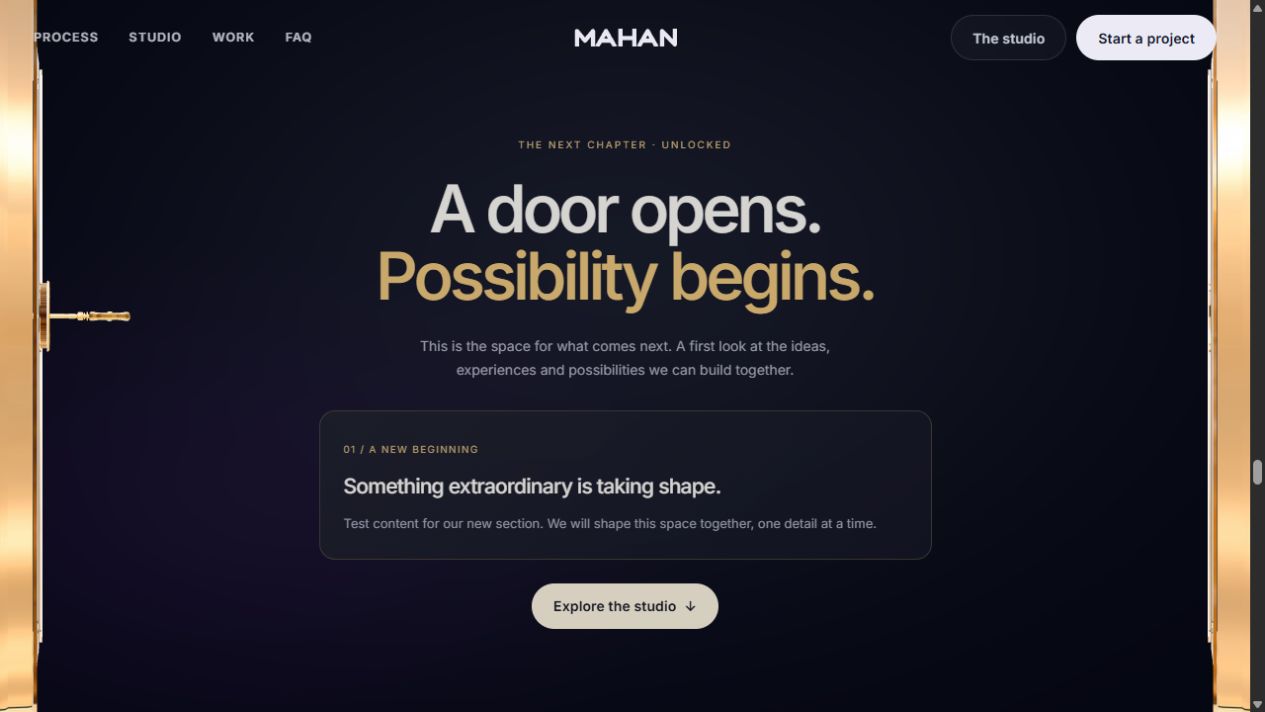 PROCESS STUDIO WORK FAQ MAHAN The studio Start a project
THE NEXT CHAPTER · UNLOCKED
A door opens.
Possibility begins.
This is the space for what comes next. A first look at the ideas,
experiences and possibilities we can build together.
01 / A NEW BEGINNING
Something extraordinary is taking shape.
Test content for our new section. We will shape this space together, one detail at a time.
Explore the studio ↓